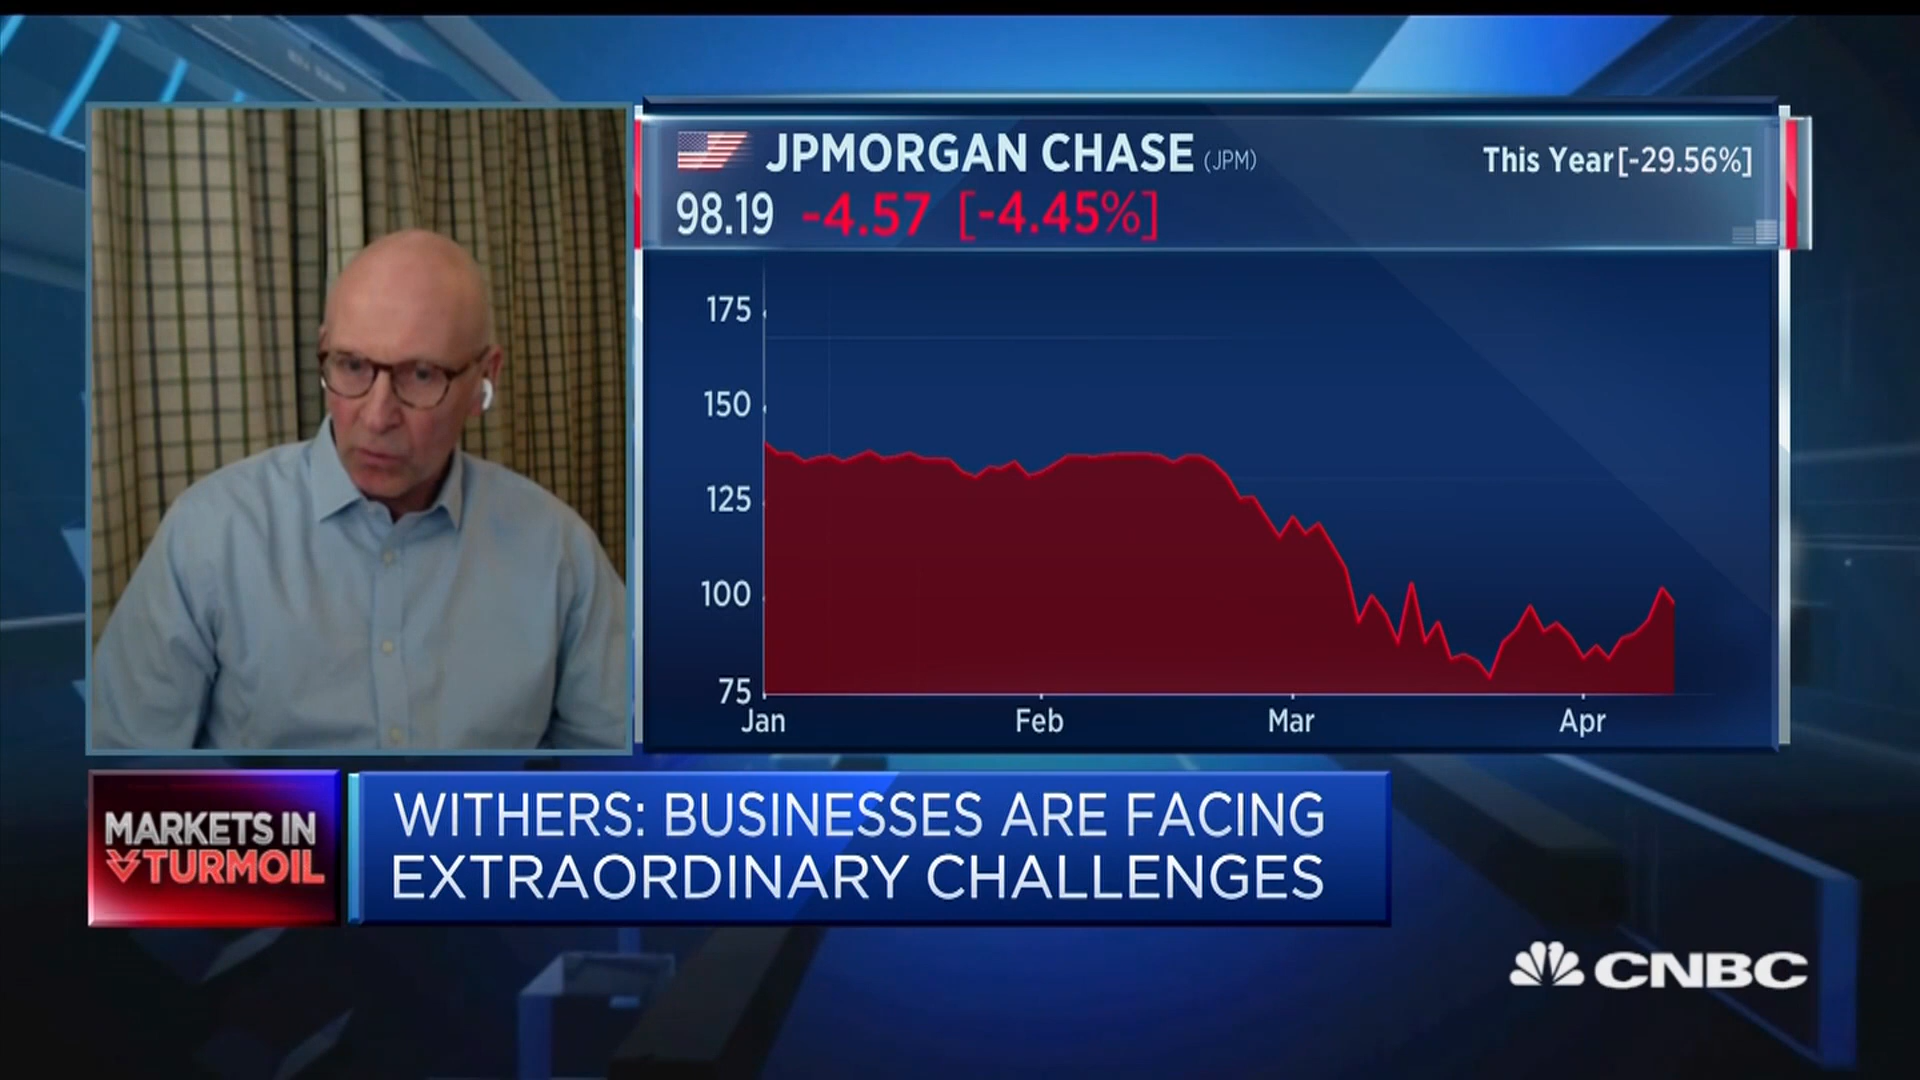 JPMORGAN CHASE (JPM)
This Year [-29.56%]
98.19 -4.57 [-4.45%]
175
150
125
100
75
Jan Feb Mar Apr
MARKETS IN
TURMOIL
WITHERS: BUSINESSES ARE FACING
EXTRAORDINARY CHALLENGES
CNBC